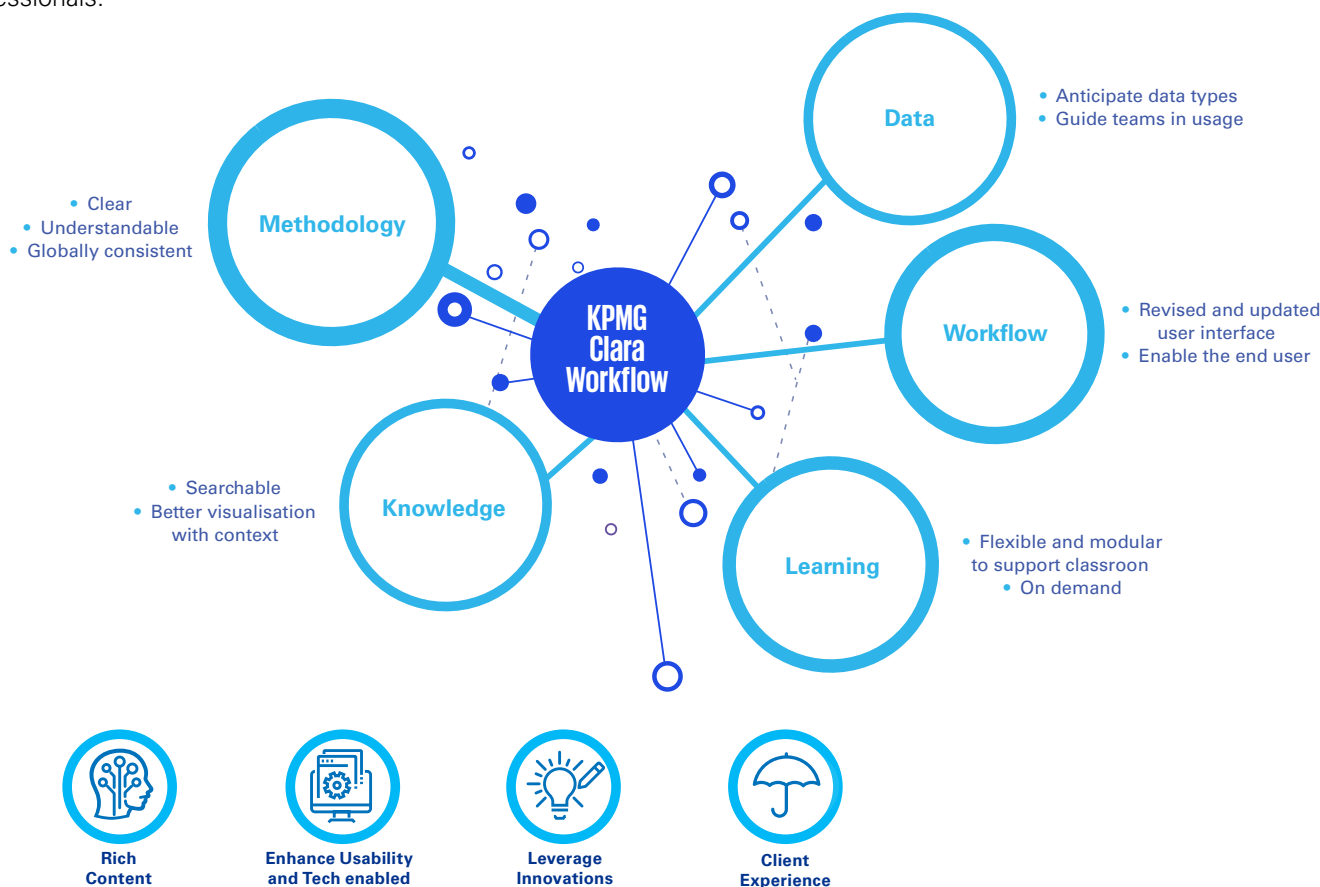 essionals.
Data
• Anticipate data types
• Guide teams in usage
Methodology
• Clear
• Understandable
• Globally consistent
KPMG
Clara
Workflow
Workflow
• Revised and updated
user interface
• Enable the end user
Knowledge
• Searchable
• Better visualisation
with context
Learning
• Flexible and modular
to support classroon
• On demand
Rich
Content
Enhance Usability
and Tech enabled
Leverage
Innovations
Client
Experience